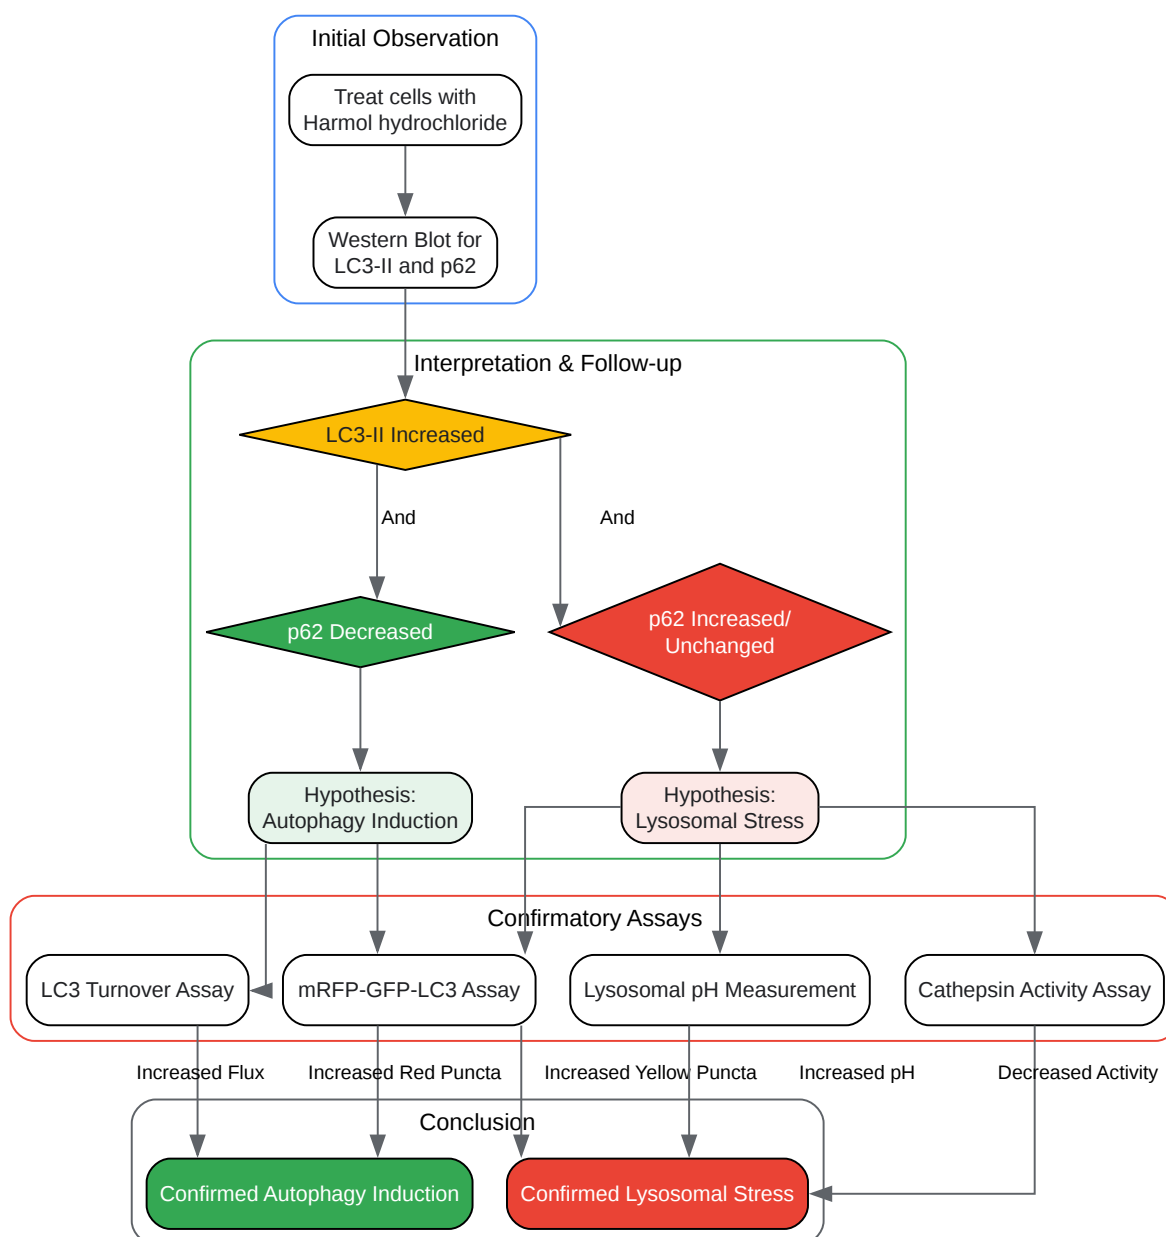 Initial Observation
Treat cells with
Harmol hydrochloride
Western Blot for
LC3-II and p62
Interpretation & Follow-up
LC3-II Increased
And
And
p62 Decreased
p62 Increased/
Unchanged
Hypothesis:
Autophagy Induction
Hypothesis:
Lysosomal Stress
Confirmatory Assays
LC3 Turnover Assay
mRFP-GFP-LC3 Assay
Lysosomal pH Measurement
Cathepsin Activity Assay
Increased Flux
Increased Red Puncta
Increased Yellow Puncta
Increased pH
Decreased Activity
Conclusion
Confirmed Autophagy Induction
Confirmed Lysosomal Stress